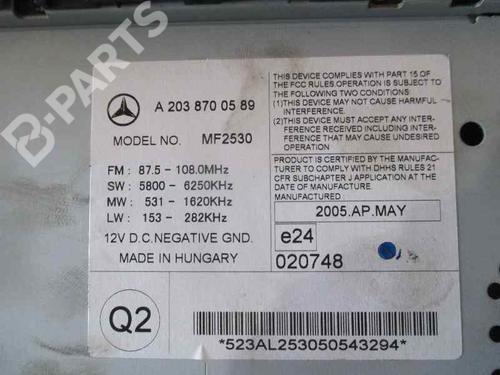 B-PARTS
A 203 870 05 89
MODEL NO. MF2530
FM : 87.5 - 108.0MHz
SW : 5800 - 6250KHz
MW : 531 - 1620KHz
LW : 153 - 282KHz
12V D.C.NEGATIVE GND.
MADE IN HUNGARY
THIS DEVICE COMPLIES WITH PART 15 OF
THE FCC RULES OPERATION IS SUBJECT TO
THE FOLLOWING TWO CONDITIONS:
(1)THIS DEVICE MAY NOT CAUSE HARMFUL
INTERFERENCE.
(2)THIS DEVICE MUST ACCEPT ANY
INTERFERENCE RECEIVED INCLUDING
INTERFERENCE THAT MAY CAUSE UNDESIRED
OPERATION
PRODUCT IS CERTIFIED BY THE MANUFAC-
TURER TO COMPLY WITH DHHS RULES 21
CFR SUBCHAPTER J APPLICATION AT THE
DATE OF MANUFACTURE.
MANUFACTURED :
2005.AP.MAY
e24
020748
Q2
*523AL253050543294*